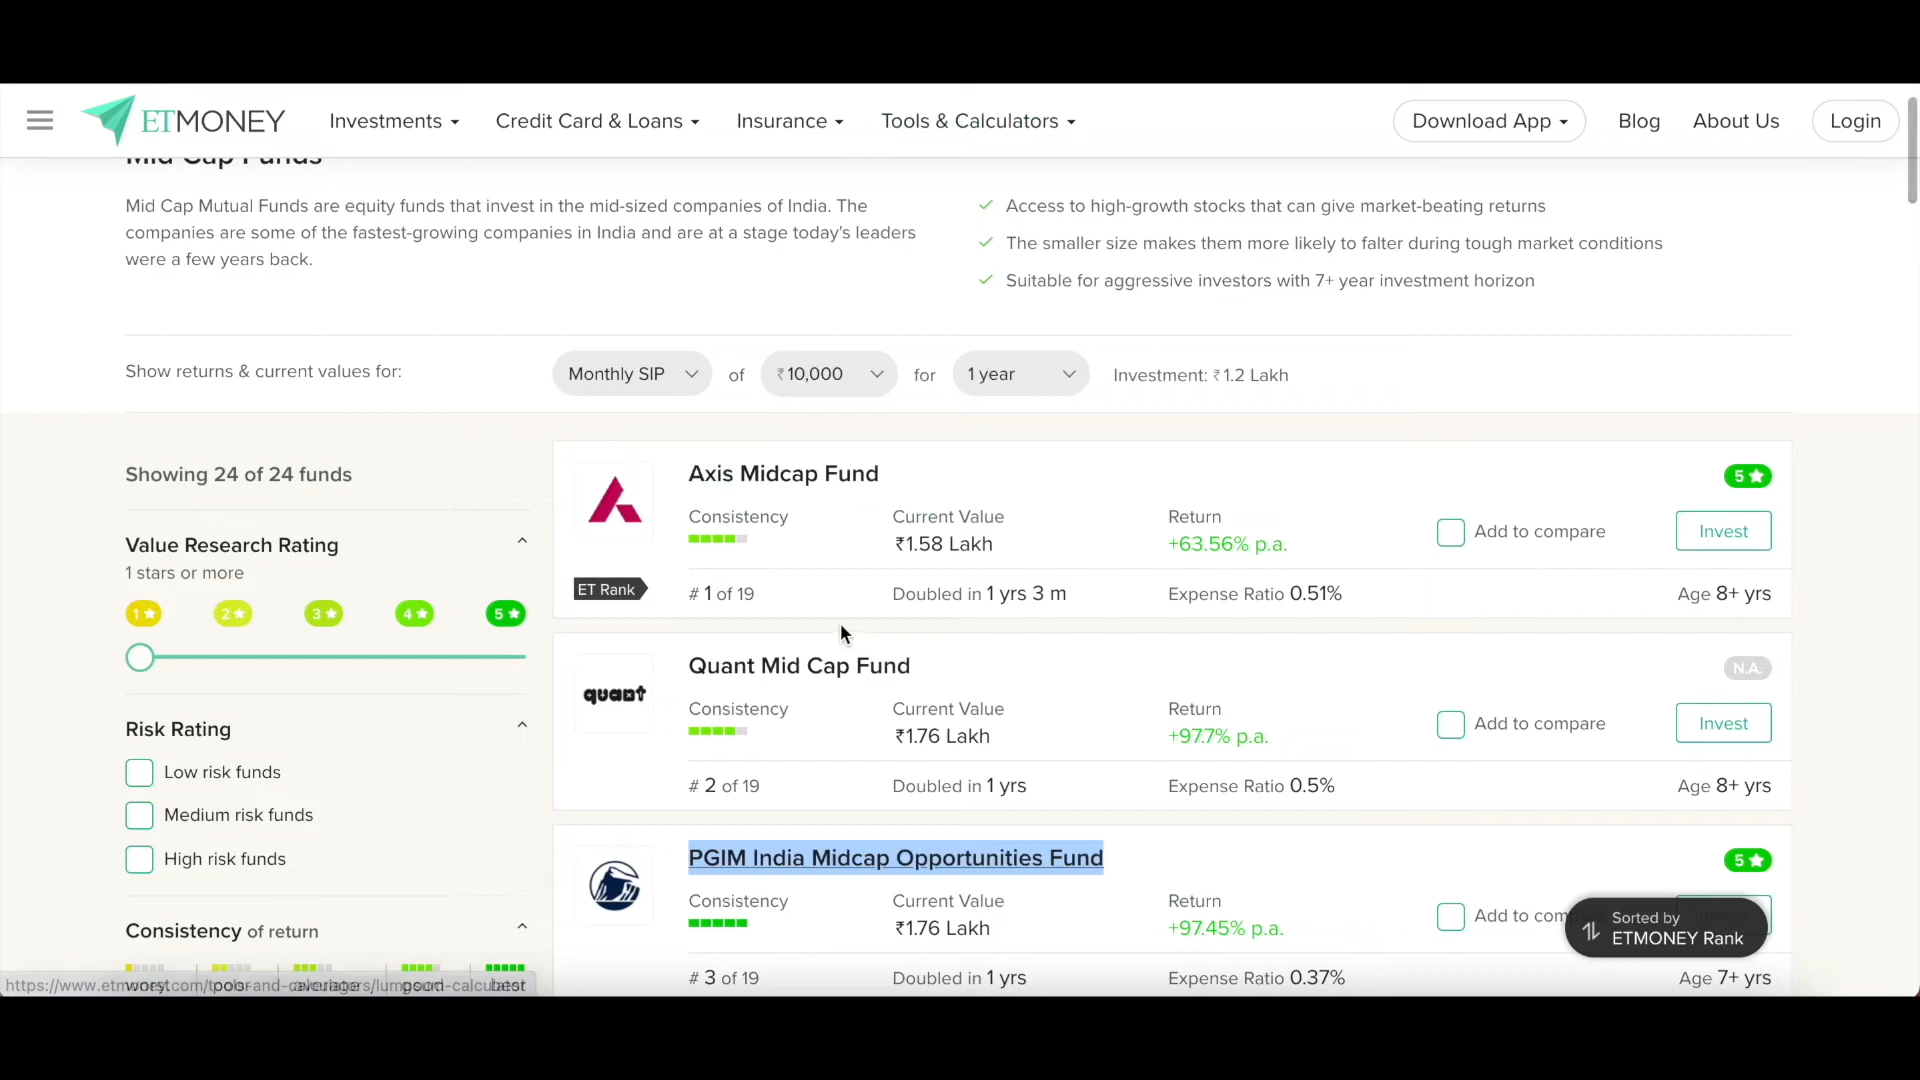 ETMONEY
Investments
Credit Card & Loans
Insurance
Tools & Calculators
Download App
Blog
About Us
Login
Mid Cap Funds
Mid Cap Mutual Funds are equity funds that invest in the mid-sized companies of India. The
companies are some of the fastest-growing companies in India and are at a stage today's leaders
were a few years back.
Access to high-growth stocks that can give market-beating returns
The smaller size makes them more likely to falter during tough market conditions
Suitable for aggressive investors with 7+ year investment horizon
Show returns & current values for:
Monthly SIP of ₹10,000 for 1 year Investment: ₹1.2 Lakh
Showing 24 of 24 funds
Value Research Rating
1 stars or more
1 2 3 4 5
Risk Rating
Low risk funds
Medium risk funds
High risk funds
Consistency of return
worst poor average good best
Axis Midcap Fund
5
Consistency Current Value Return
₹1.58 Lakh +63.56% p.a.
Add to compare
Invest
ET Rank
# 1 of 19 Doubled in 1 yrs 3 m Expense Ratio 0.51% Age 8+ yrs
quant
Quant Mid Cap Fund
N.A.
Consistency Current Value Return
₹1.76 Lakh +97.7% p.a.
Add to compare
Invest
# 2 of 19 Doubled in 1 yrs Expense Ratio 0.5% Age 8+ yrs
PGIM India Midcap Opportunities Fund
5
Consistency Current Value Return
₹1.76 Lakh +97.45% p.a.
Add to
Sorted by
ETMONEY Rank
# 3 of 19 Doubled in 1 yrs Expense Ratio 0.37% Age 7+ yrs